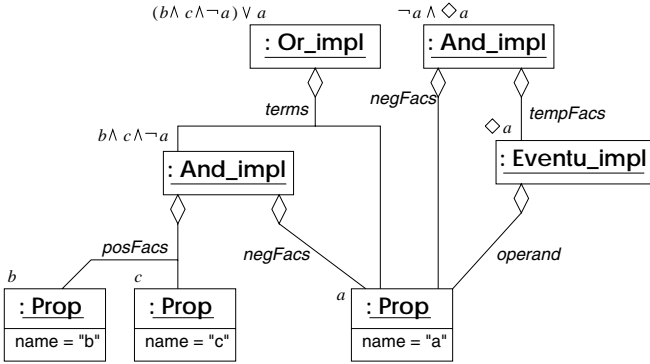 (b ∧ c ∧ ¬a) ∨ a
¬a ∧ ◇a
: Or_impl
: And_impl
terms
negFacs
tempFacs
b ∧ c ∧ ¬a
◇a
: And_impl
: Eventu_impl
posFacs
negFacs
operand
b
c
a
: Prop
: Prop
: Prop
name = "b"
name = "c"
name = "a"